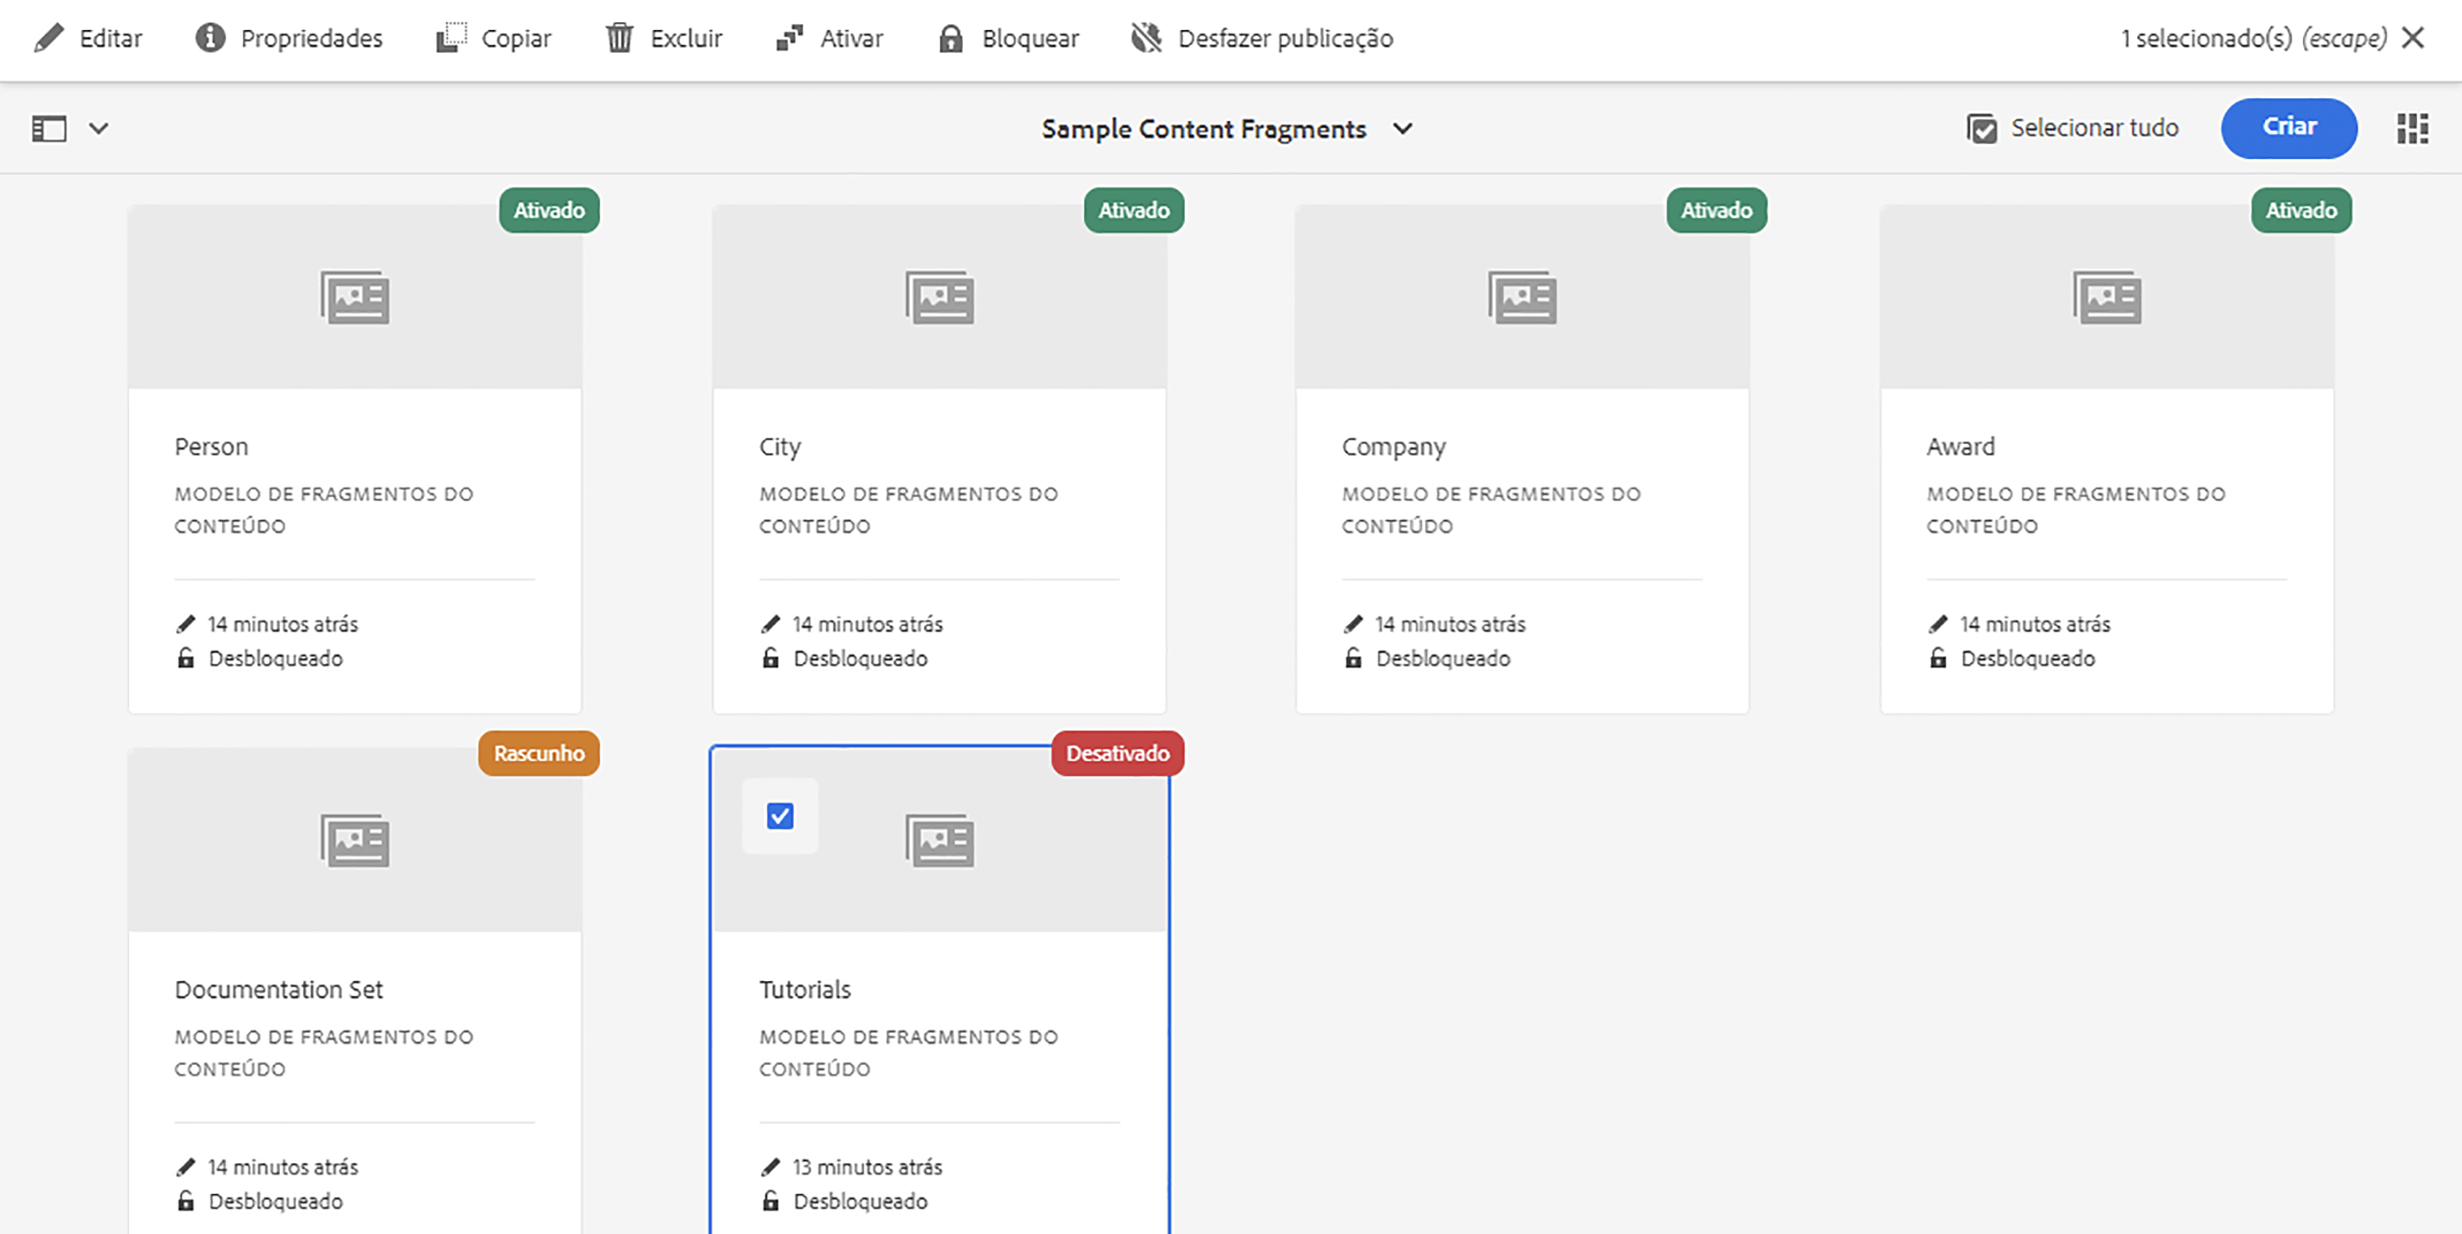 Editar Propriedades Copiar Excluir Ativar Bloquear Desfazer publicação 1 selecionado(s) (escape)
Sample Content Fragments Selecionar tudo Criar
Ativado Ativado Ativado Ativado
Person
MODELO DE FRAGMENTOS DO
CONTEÚDO
14 minutos atrás
Desbloqueado
City
MODELO DE FRAGMENTOS DO
CONTEÚDO
14 minutos atrás
Desbloqueado
Company
MODELO DE FRAGMENTOS DO
CONTEÚDO
14 minutos atrás
Desbloqueado
Award
MODELO DE FRAGMENTOS DO
CONTEÚDO
14 minutos atrás
Desbloqueado
Rascunho
Documentation Set
MODELO DE FRAGMENTOS DO
CONTEÚDO
14 minutos atrás
Desbloqueado
Desativado
Tutorials
MODELO DE FRAGMENTOS DO
CONTEÚDO
13 minutos atrás
Desbloqueado